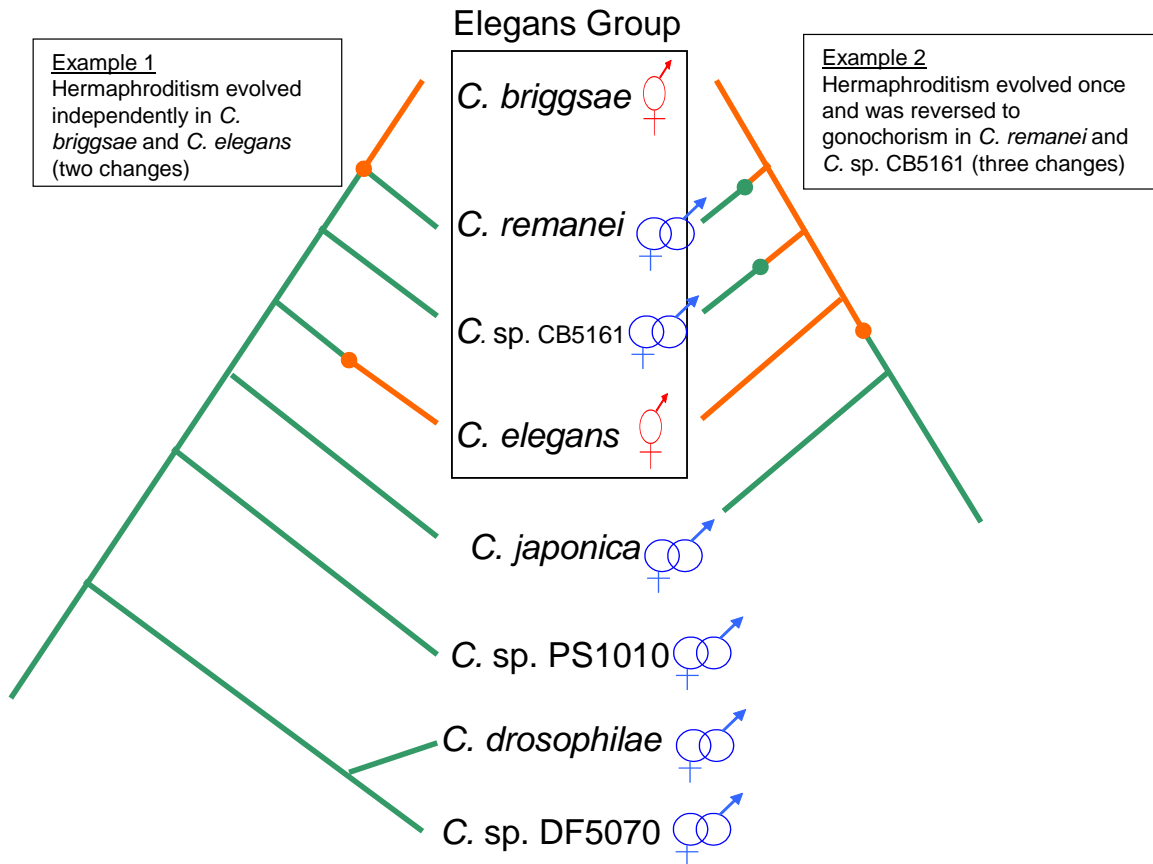 Elegans Group
Example 1
Hermaphroditism evolved
independently in C.
briggsae and C. elegans
(two changes)
Example 2
Hermaphroditism evolved once
and was reversed to
gonochorism in C. remanei and
C. sp. CB5161 (three changes)
C. briggsae
C. remanei
C. sp. CB5161
C. elegans
C. japonica
C. sp. PS1010
C. drosophilae
C. sp. DF5070